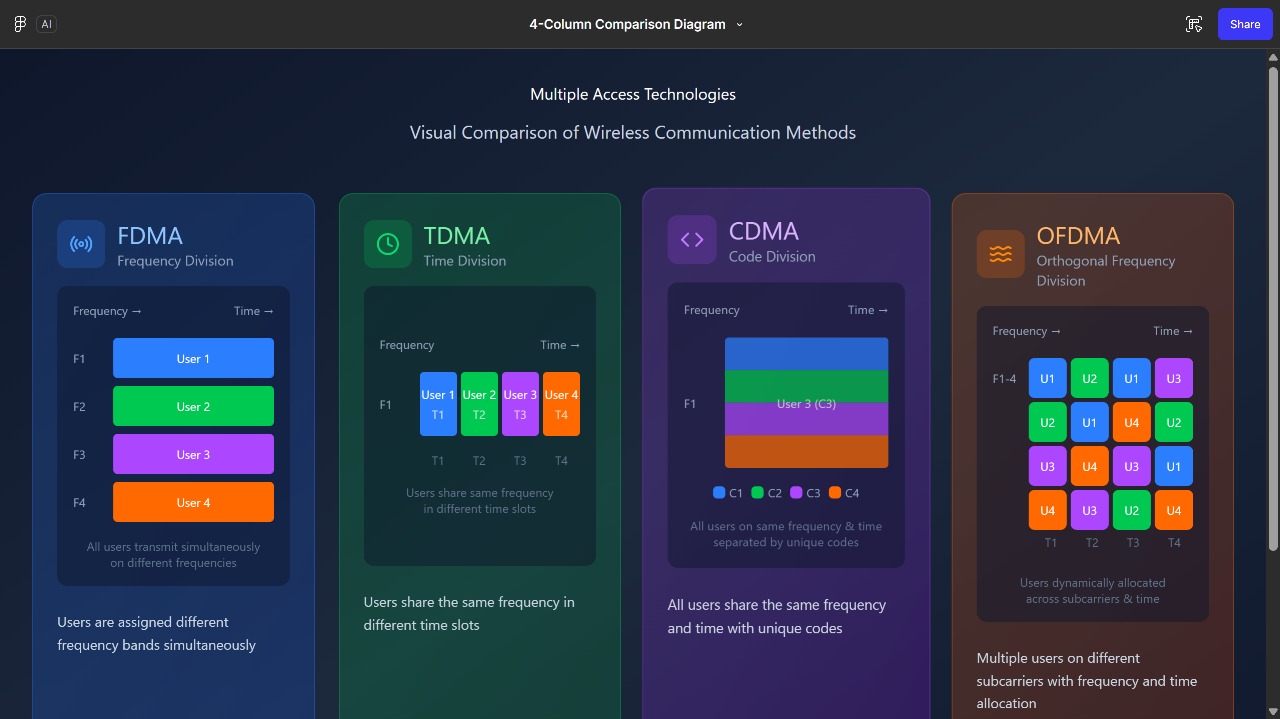 AI
4-Column Comparison Diagram
Share
Multiple Access Technologies
Visual Comparison of Wireless Communication Methods
FDMA
Frequency Division
Frequency → Time →
F1 User 1
F2 User 2
F3 User 3
F4 User 4
All users transmit simultaneously
on different frequencies
Users are assigned different
frequency bands simultaneously
TDMA
Time Division
Frequency Time →
User 1 User 2 User 3 User 4
F1 T1 T2 T3 T4
T1 T2 T3 T4
Users share same frequency
in different time slots
Users share the same frequency in
different time slots
CDMA
Code Division
Frequency Time →
F1 User 3 (C3)
C1 C2 C3 C4
All users on same frequency & time
separated by unique codes
All users share the same frequency
and time with unique codes
OFDMA
Orthogonal Frequency
Division
Frequency → Time →
F1-4 U1 U2 U1 U3
U2 U1 U4 U2
U3 U4 U3 U1
U4 U3 U2 U4
T1 T2 T3 T4
Users dynamically allocated
across subcarriers & time
Multiple users on different
subcarriers with frequency and time
allocation